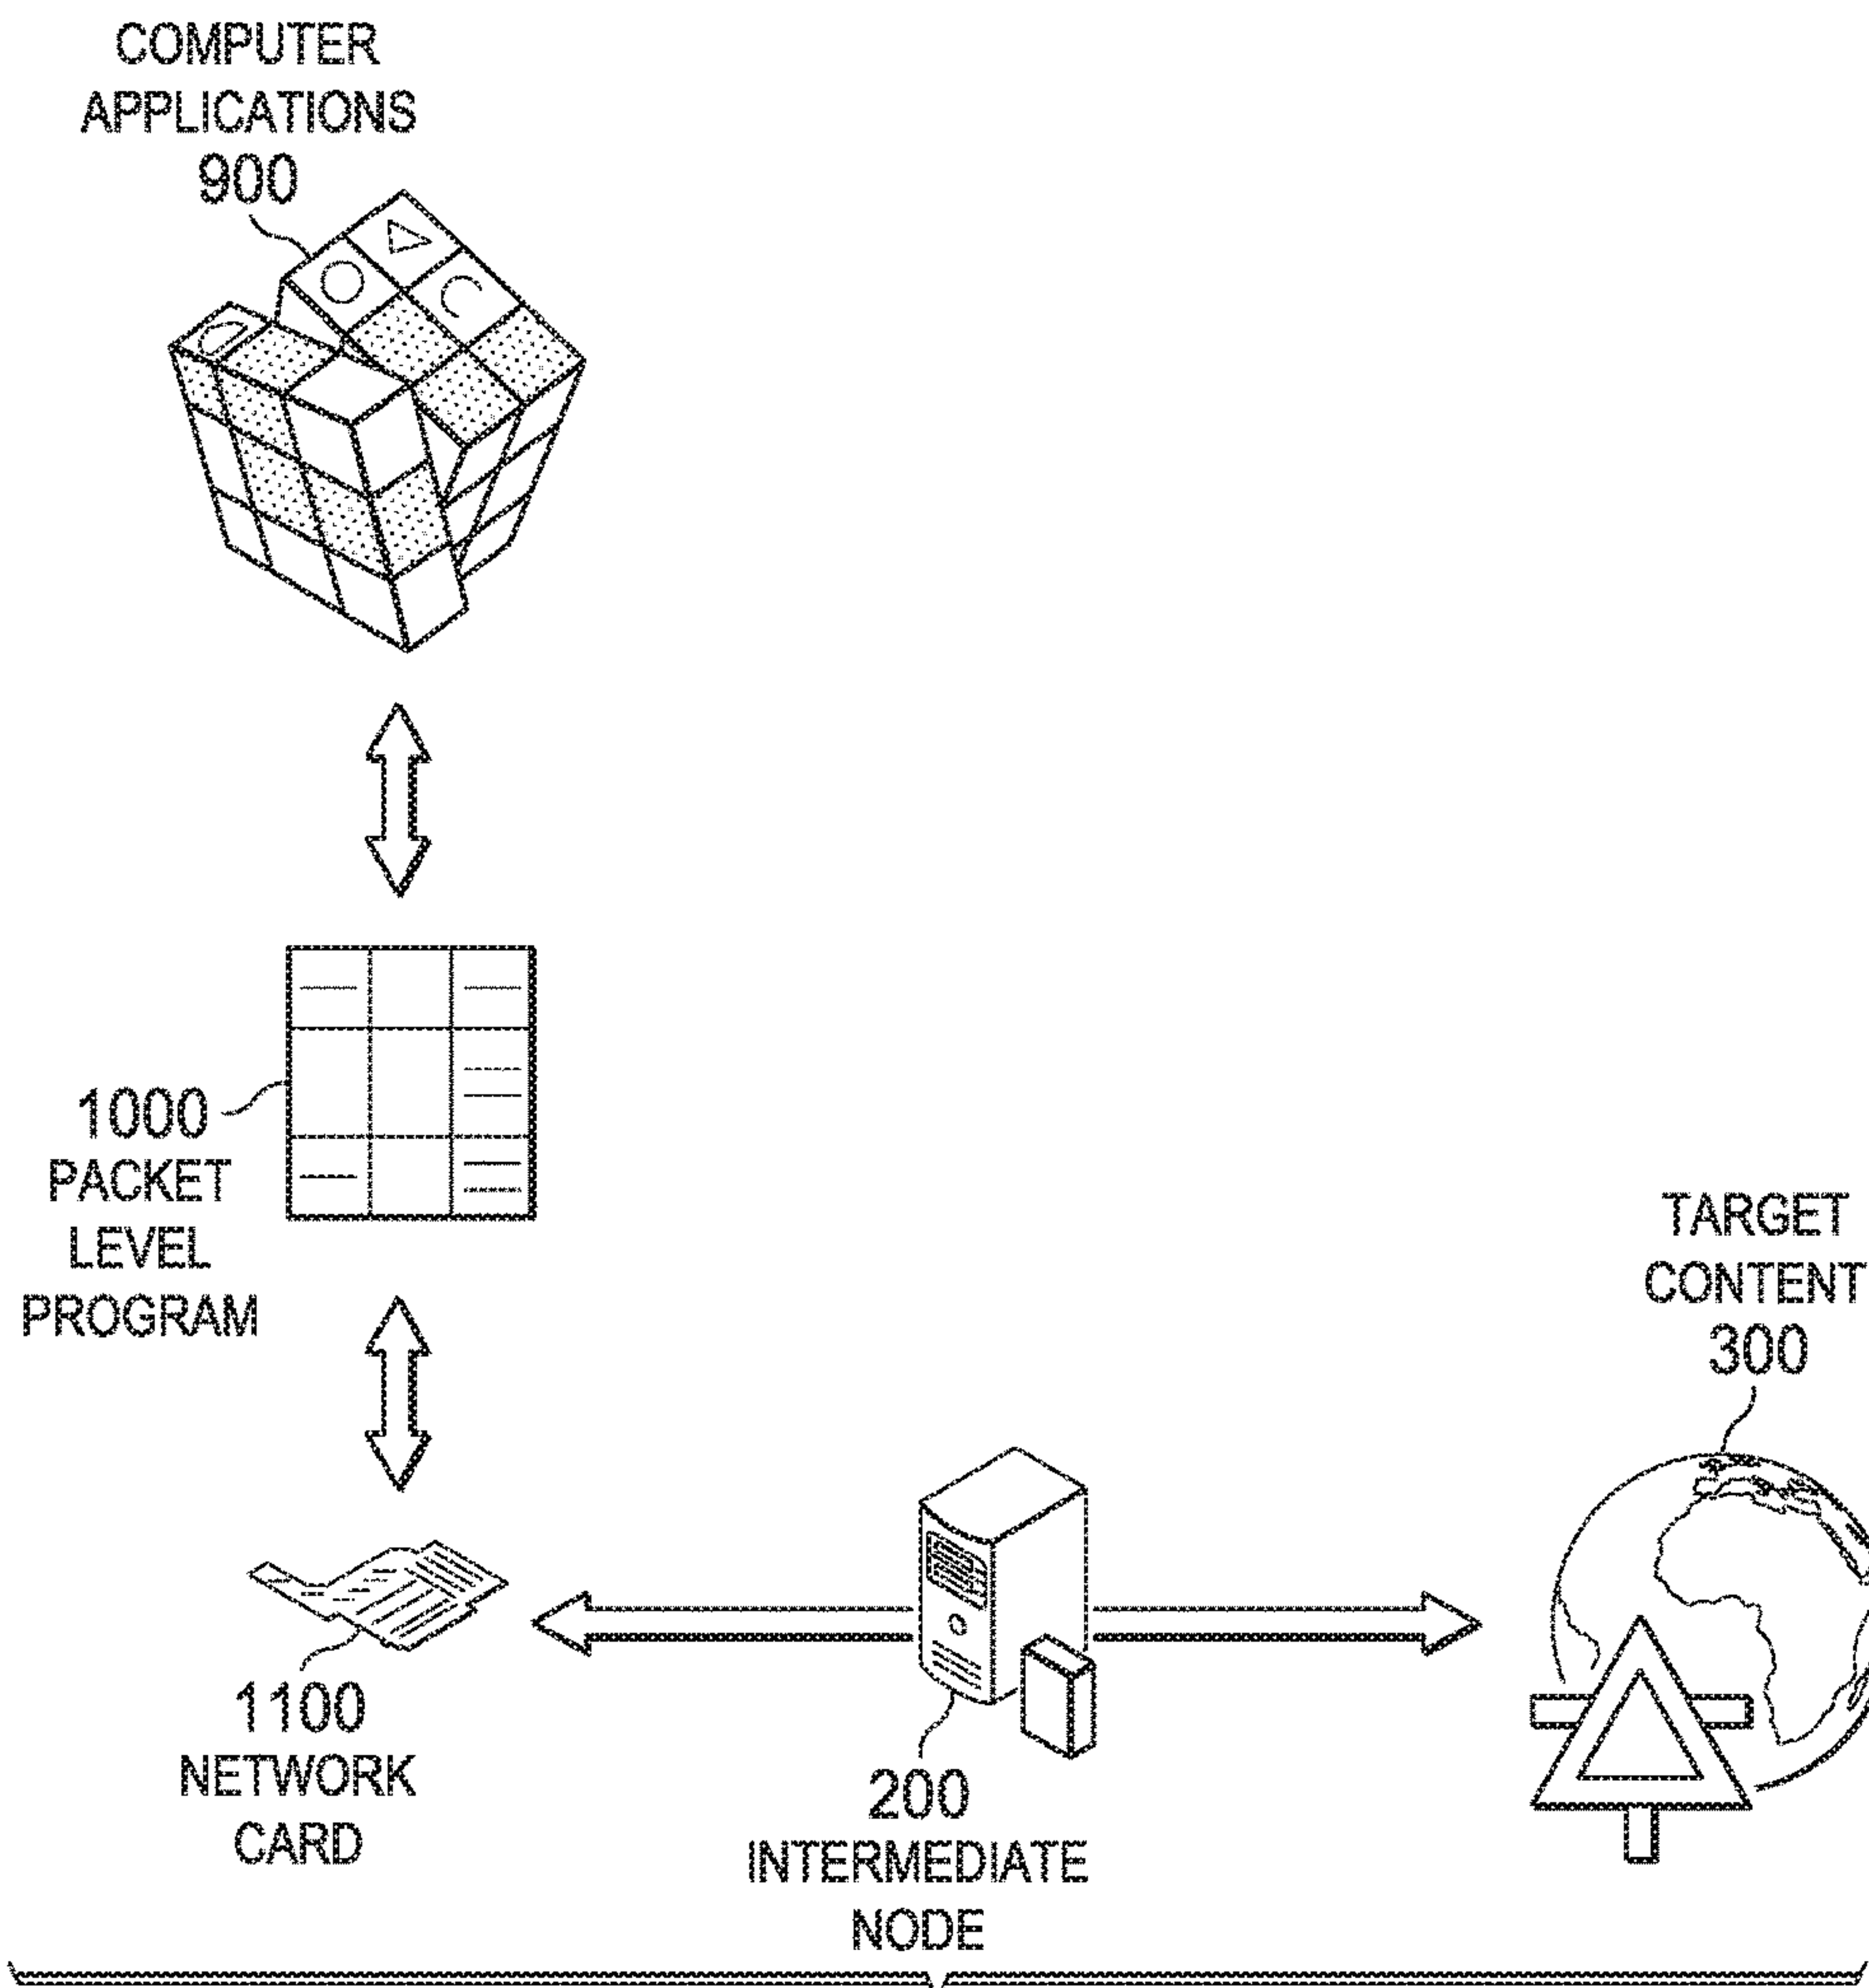 COMPUTER
APPLICATIONS
900
1000
PACKET
LEVEL
PROGRAM
TARGET
CONTENT
300
1100
NETWORK
CARD
200
INTERMEDIATE
NODE